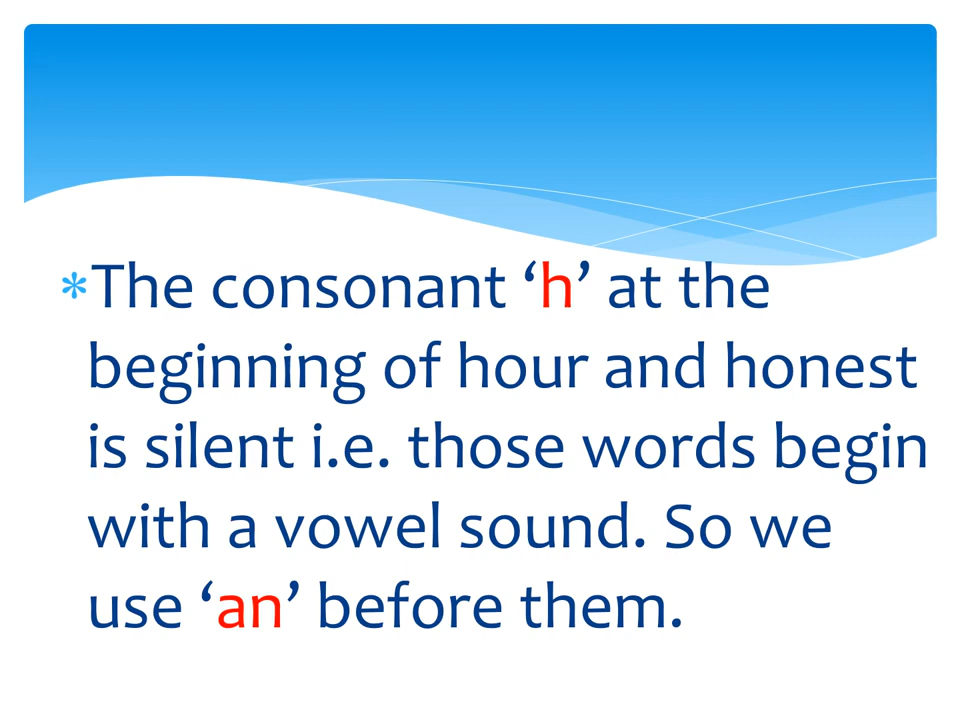 *The consonant ‘h’ at the
beginning of hour and honest
is silent i.e. those words begin
with a vowel sound. So we
use ‘an’ before them.